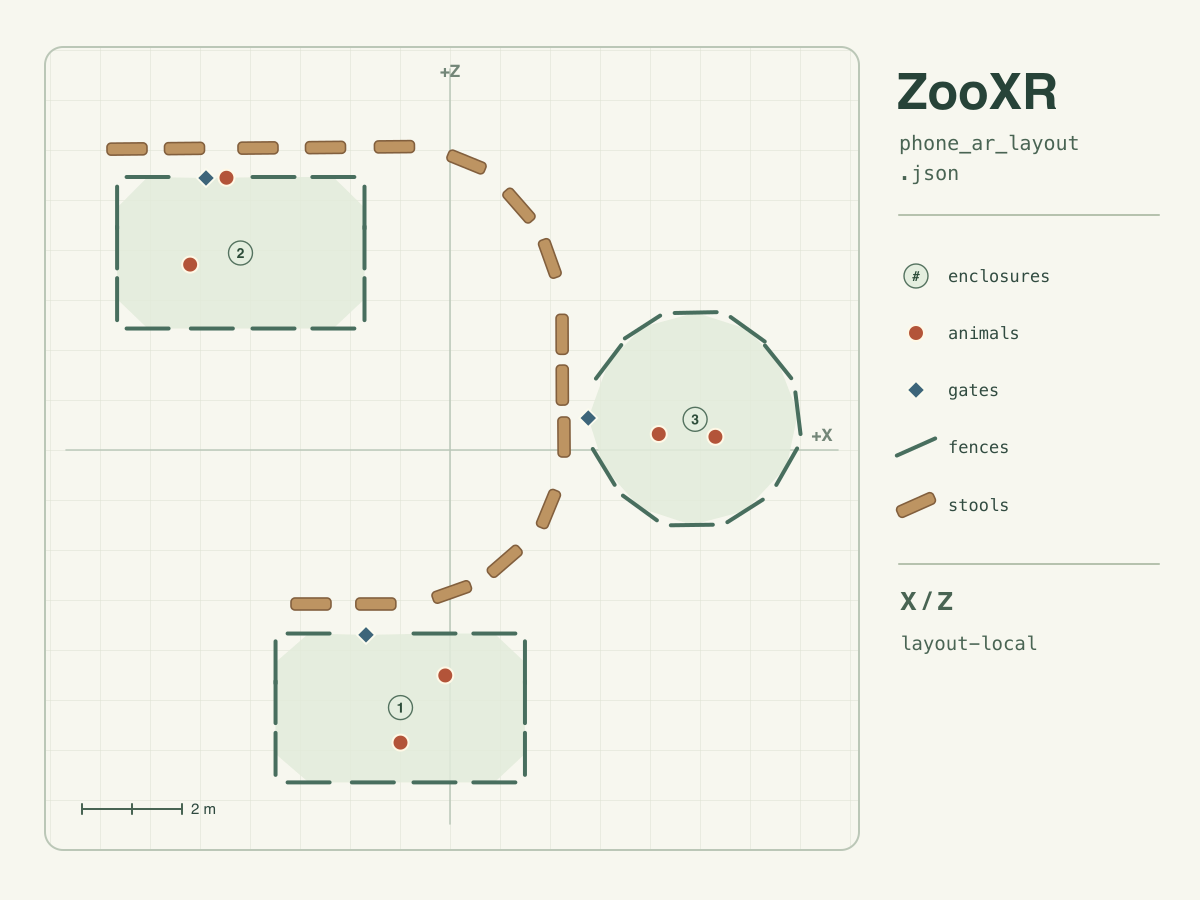 +Z
2
3
+X
1
2 m
ZooXR
phone_ar_layout
.json
# enclosures
animals
gates
fences
stools
X/Z
layout-local